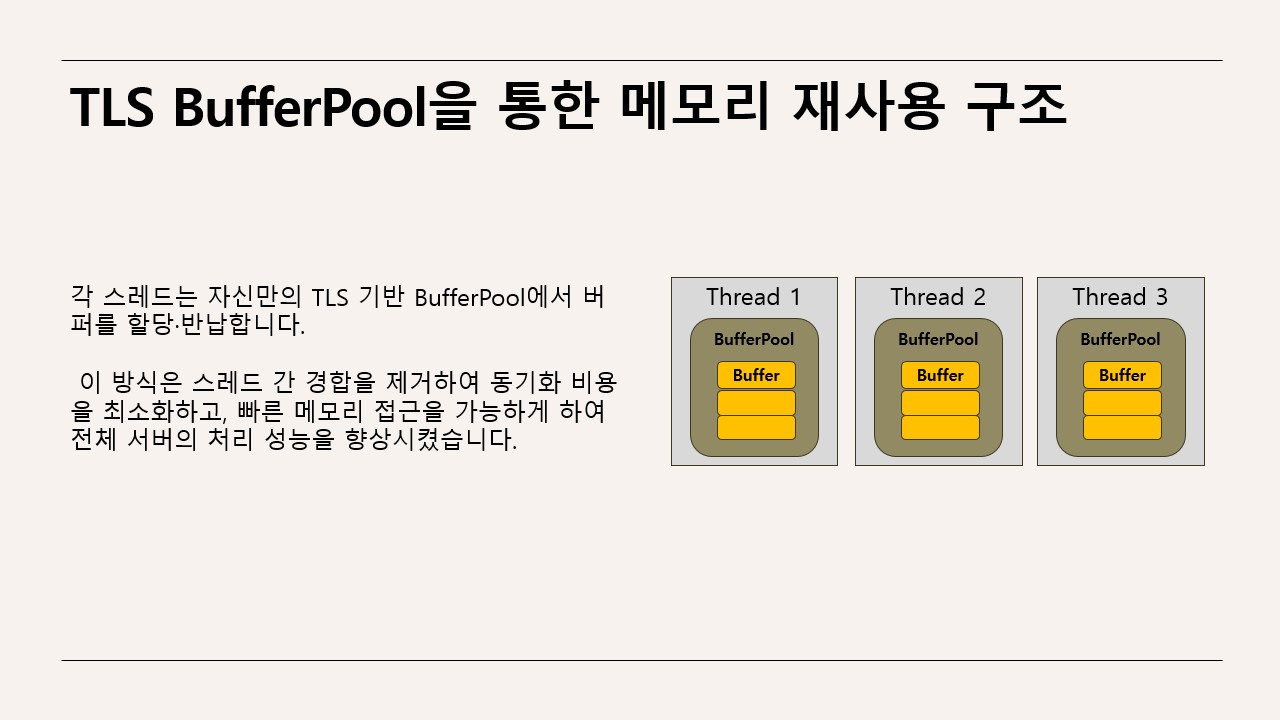 TLS BufferPool을 통한 메모리 재사용 구조
각 스레드는 자신만의 TLS 기반 BufferPool에서 버
퍼를 할당·반납합니다.
이 방식은 스레드 간 경합을 제거하여 동기화 비용
을 최소화하고, 빠른 메모리 접근을 가능하게 하여
전체 서버의 처리 성능을 향상시켰습니다.
Thread 1
BufferPool
Buffer
Thread 2
BufferPool
Buffer
Thread 3
BufferPool
Buffer